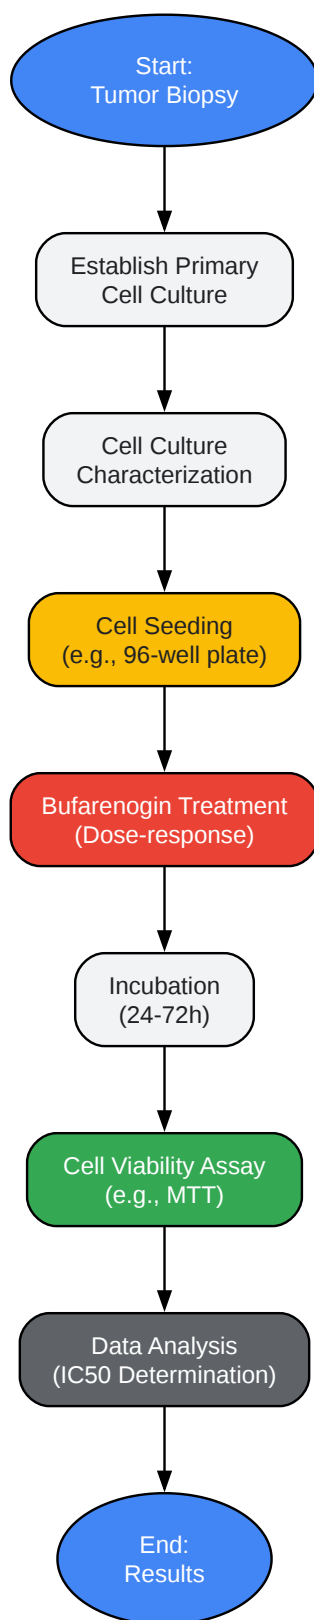 Start:
Tumor Biopsy
Establish Primary
Cell Culture
Cell Culture
Characterization
Cell Seeding
(e.g., 96-well plate)
Bufarenogin Treatment
(Dose-response)
Incubation
(24-72h)
Cell Viability Assay
(e.g., MTT)
Data Analysis
(IC50 Determination)
End:
Results